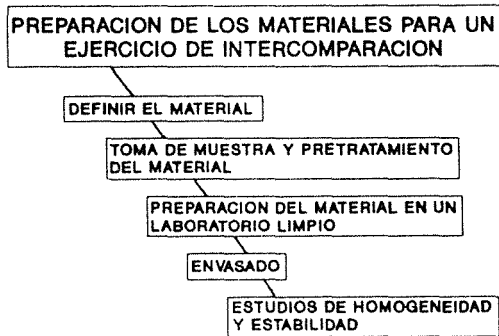 PREPARACION DE LOS MATERIALES PARA UN
EJERCICIO DE INTERCOMPARACION
DEFINIR EL MATERIAL
TOMA DE MUESTRA Y PRETRATAMIENTO
DEL MATERIAL
PREPARACION DEL MATERIAL EN UN
LABORATORIO LIMPIO
ENVASADO
ESTUDIOS DE HOMOGENEIDAD
Y ESTABILIDAD